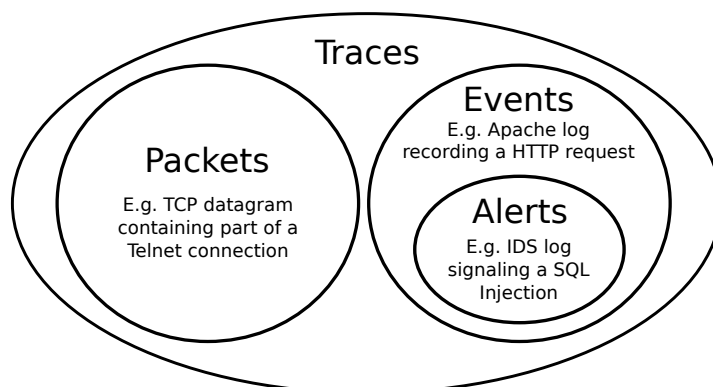 Traces
Packets
E.g. TCP datagram
containing part of a
Telnet connection
Events
E.g. Apache log
recording a HTTP request
Alerts
E.g. IDS log
signaling a SQL
Injection